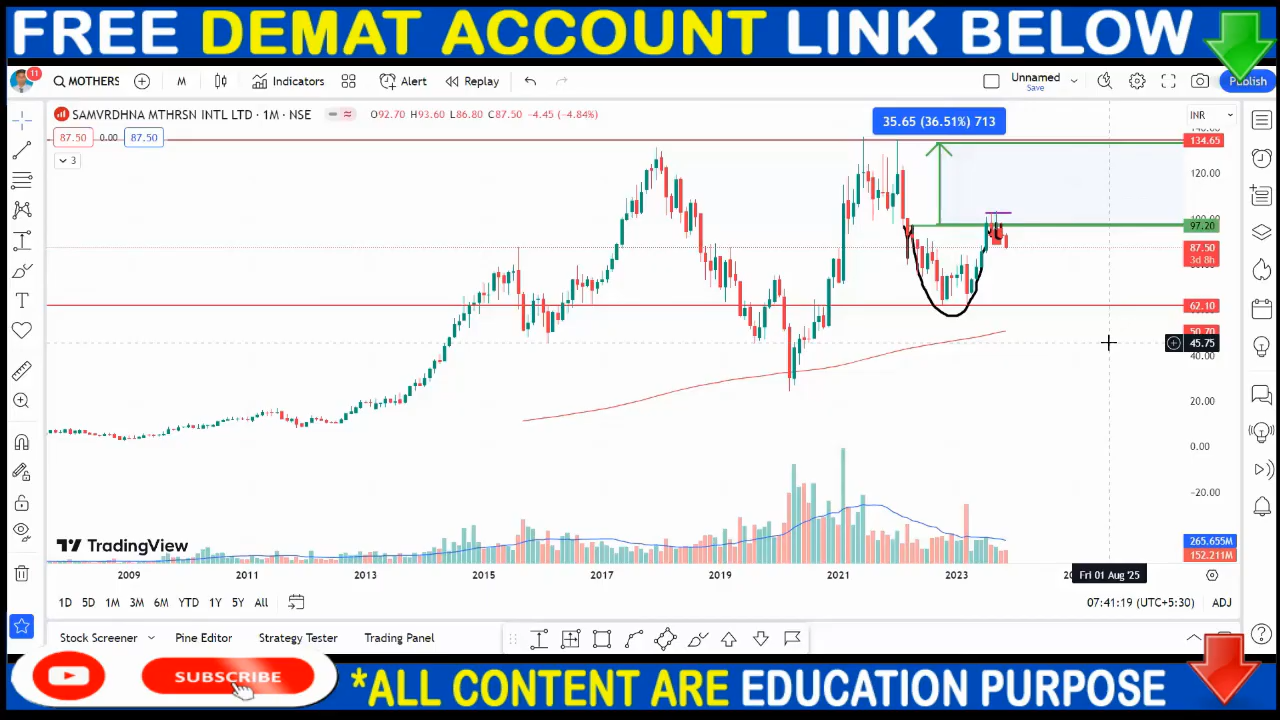 FREE DEMAT ACCOUNT LINK BELOW
11
MOTHERS
M
Indicators
Alert
Replay
Unnamed
Save
Publish
SAMVRDHNA MTHRSN INTL LTD · 1M · NSE
O92.70 H93.60 L86.80 C87.50 -4.45 (-4.84%)
INR
87.50 0.00 87.50
3
35.65 (36.51%) 713
134.65
120.00
97.20
87.50
3d 8h
62.10
50.70
45.75
40.00
20.00
0.00
-20.00
265.655M
152.211M
TradingView
2009 2011 2013 2015 2017 2019 2021 2023
Fri 01 Aug '25
1D 5D 1M 3M 6M YTD 1Y 5Y All
07:41:19 (UTC+5:30)
ADJ
Stock Screener
Pine Editor
Strategy Tester
Trading Panel
SUBSCRIBE
*ALL CONTENT ARE EDUCATION PURPOSE